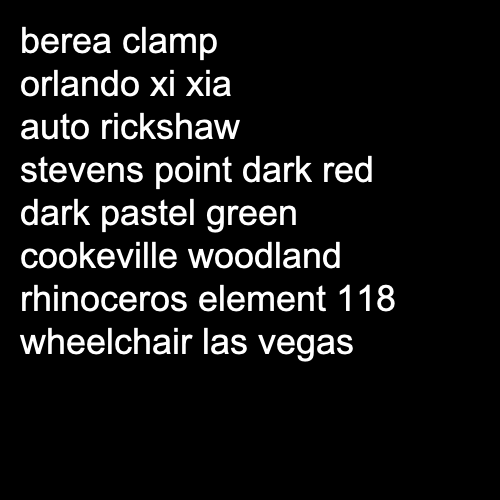 berea clamp
orlando xi xia
auto rickshaw
stevens point dark red
dark pastel green
cookeville woodland
rhinoceros element 118
wheelchair las vegas